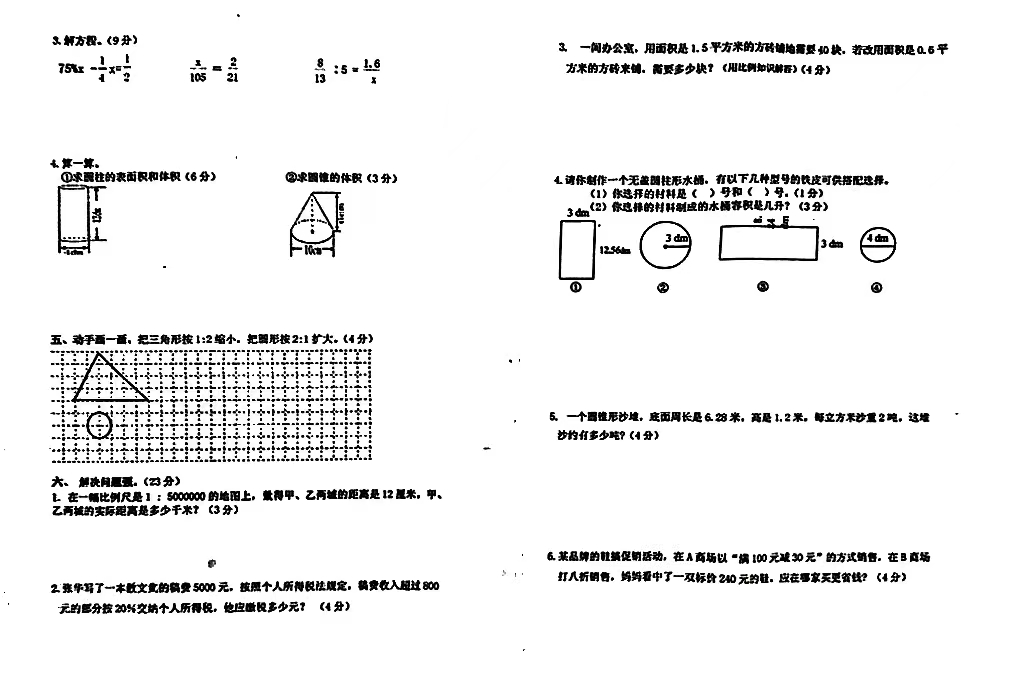 3.解方程。(9分)
75%x -1/4 x=1/2    x/105 = 2/21    8/13 :5 = 1.6/x
4.算一算。
①求圆柱的表面积和体积(6分)    ②求圆锥的体积(3分)
10cm
五、动手画一画，把三角形按1:2缩小，把圆形按2:1扩大。(4分)
六、 解决问题。(23分)
1. 在一幅比例尺是1 : 5000000的地图上，量得甲、乙两城的距离是12厘米，甲、
乙两城的实际距离是多少千米? (3分)
2.张华写了一本散文集的稿费5000元，按照个人所得税法规定，稿费收入超过800
元的部分按20%交纳个人所得税，他应缴税多少元? (4分)
3. 一间办公室，用面积是1.5平方米的方砖铺地需要40块，若改用面积是0.6平
方米的方砖来铺，需要多少块? (用比例知识解答)(4分)
4.请你制作一个无盖圆柱形水桶，有以下几种型号的铁皮可供搭配选择。
(1)你选择的材料是( )号和( )号。(1分)
(2)你选择的材料制成的水桶容积是几升? (3分)
3 dm
12.56dm
3 dm
3 dm
4 dm
① ② ③ ④
5. 一个圆锥形沙堆，底面周长是6.28米，高是1.2米。每立方米沙重2吨，这堆
沙约有多少吨?(4分)
6.某品牌的鞋搞促销活动，在A商场以“满100元减30元”的方式销售，在B商场
打八折销售，妈妈看中了一双标价240元的鞋，应在哪家买更省钱? (4分)